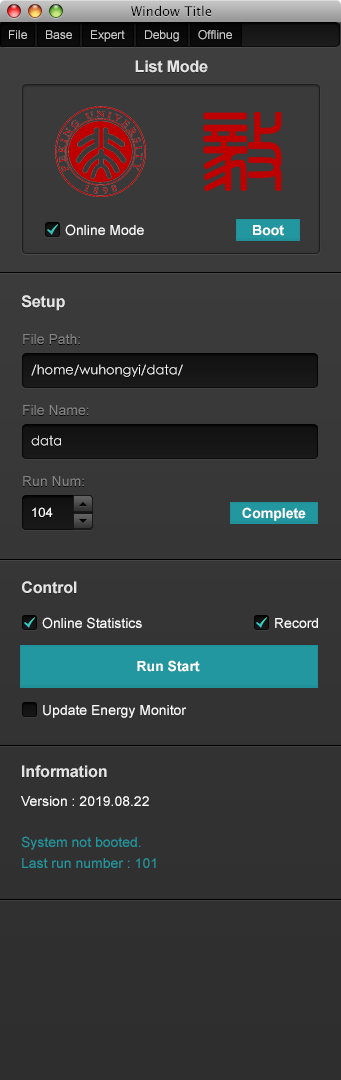 Window Title
File Base Expert Debug Offline
List Mode
PEKING UNIVERSITY
1898
Online Mode Boot
Setup
File Path:
/home/wuhongyi/data/
File Name:
data
Run Num:
104 Complete
Control
Online Statistics Record
Run Start
Update Energy Monitor
Information
Version : 2019.08.22
System not booted.
Last run number : 101